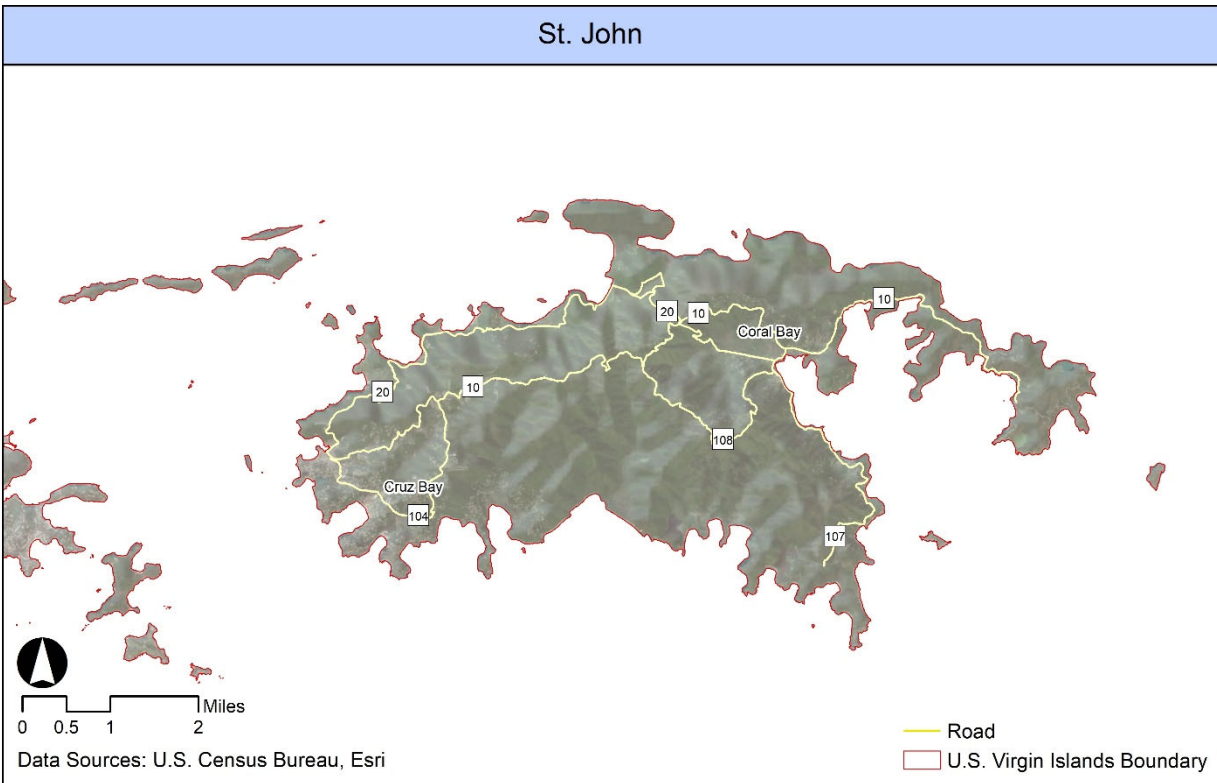 St. John
10
20
10
Coral Bay
20
10
108
Cruz Bay
104
107
Miles
0 0.5 1 2
Data Sources: U.S. Census Bureau, Esri
Road
U.S. Virgin Islands Boundary